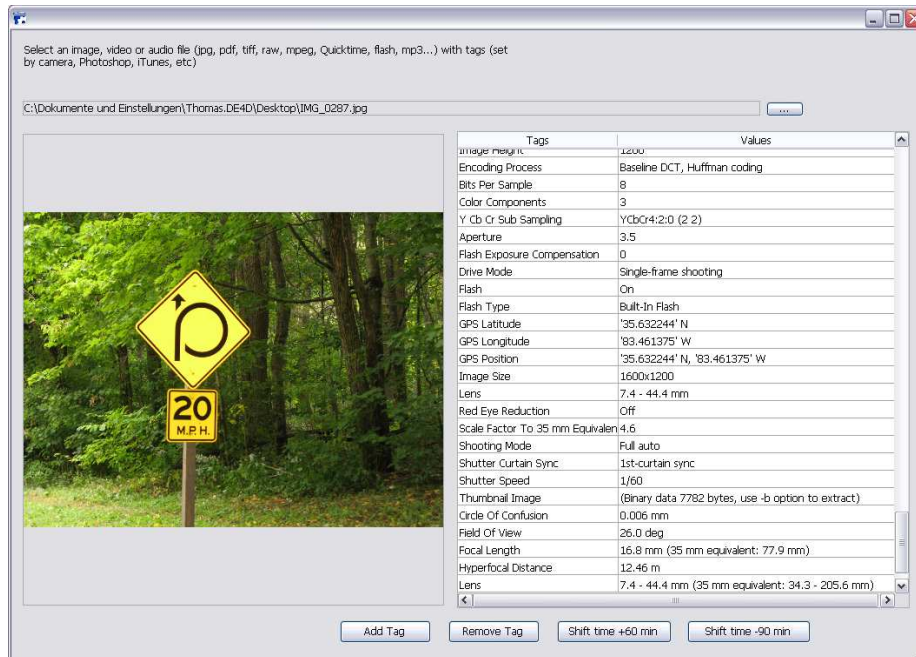 Select an image, video or audio file (jpg, pdf, tiff, raw, mpeg, Quicktime, flash, mp3...) with tags (set
by camera, Photoshop, iTunes, etc)
C:\Dokumente und Einstellungen\Thomas.DE4D\Desktop\IMG_0287.jpg ...
Tags Values
Image Height 1200
Encoding Process Baseline DCT, Huffman coding
Bits Per Sample 8
Color Components 3
Y Cb Cr Sub Sampling YCbCr4:2:0 (2 2)
Aperture 3.5
Flash Exposure Compensation 0
Drive Mode Single-frame shooting
Flash On
Flash Type Built-In Flash
GPS Latitude '35.632244' N
GPS Longitude '83.461375' W
GPS Position '35.632244' N, '83.461375' W
Image Size 1600x1200
Lens 7.4 - 44.4 mm
Red Eye Reduction Off
Scale Factor To 35 mm Equivalen 4.6
Shooting Mode Full auto
Shutter Curtain Sync 1st-curtain sync
Shutter Speed 1/60
Thumbnail Image (Binary data 7782 bytes, use -b option to extract)
Circle Of Confusion 0.006 mm
Field Of View 26.0 deg
Focal Length 16.8 mm (35 mm equivalent: 77.9 mm)
Hyperfocal Distance 12.46 m
Lens 7.4 - 44.4 mm (35 mm equivalent: 34.3 - 205.6 mm)
20
M.P.H.
Add Tag Remove Tag Shift time +60 min Shift time -90 min